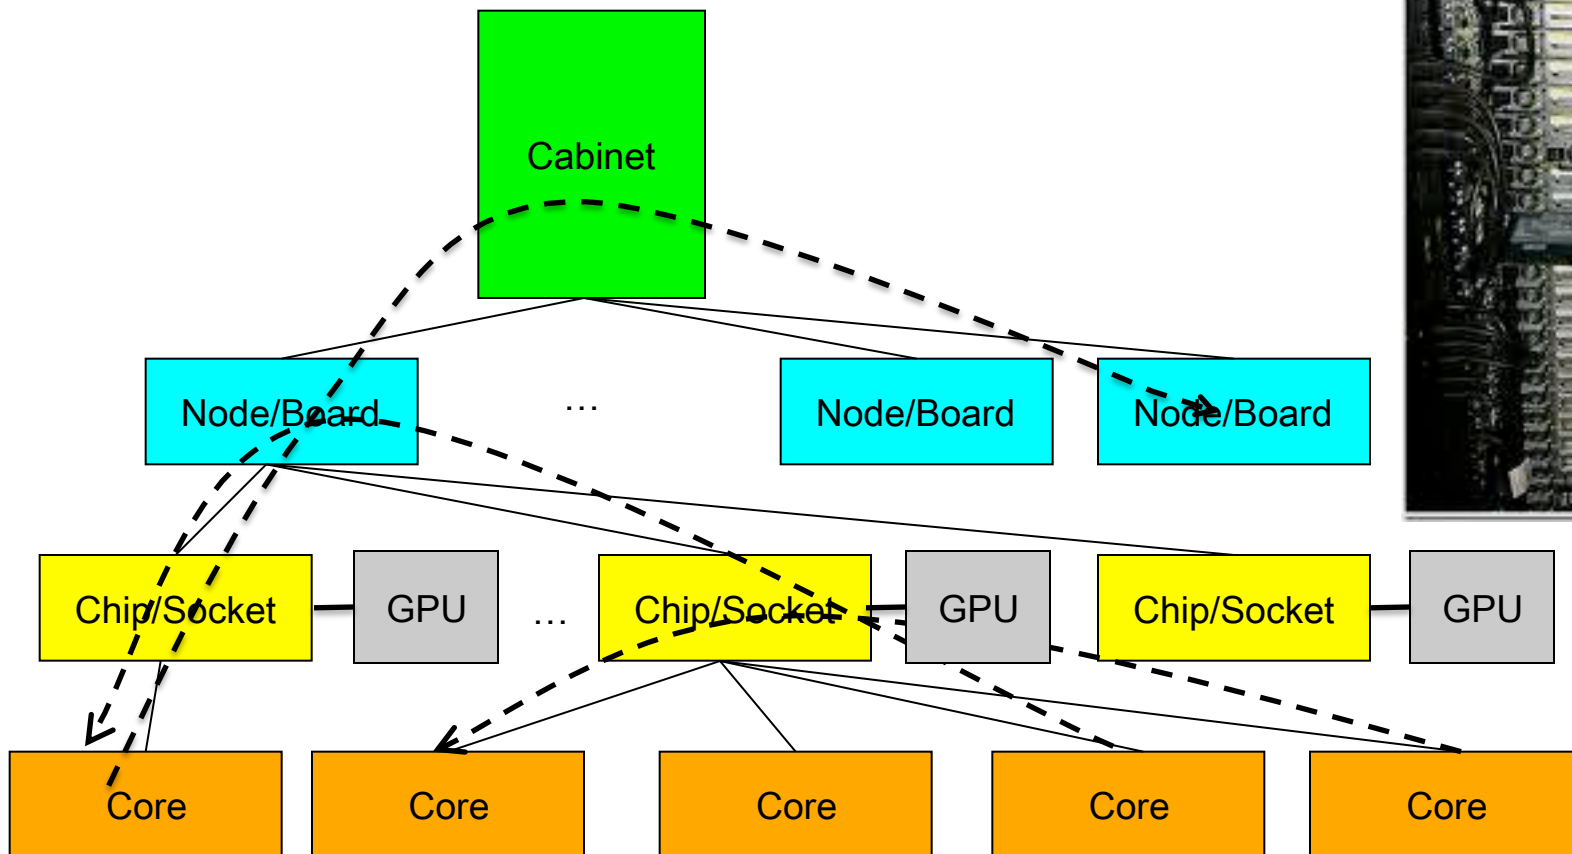 Cabinet
Node/Board
...
Node/Board
Node/Board
Chip/Socket
GPU
...
Chip/Socket
GPU
Chip/Socket
GPU
Core
Core
Core
Core
Core